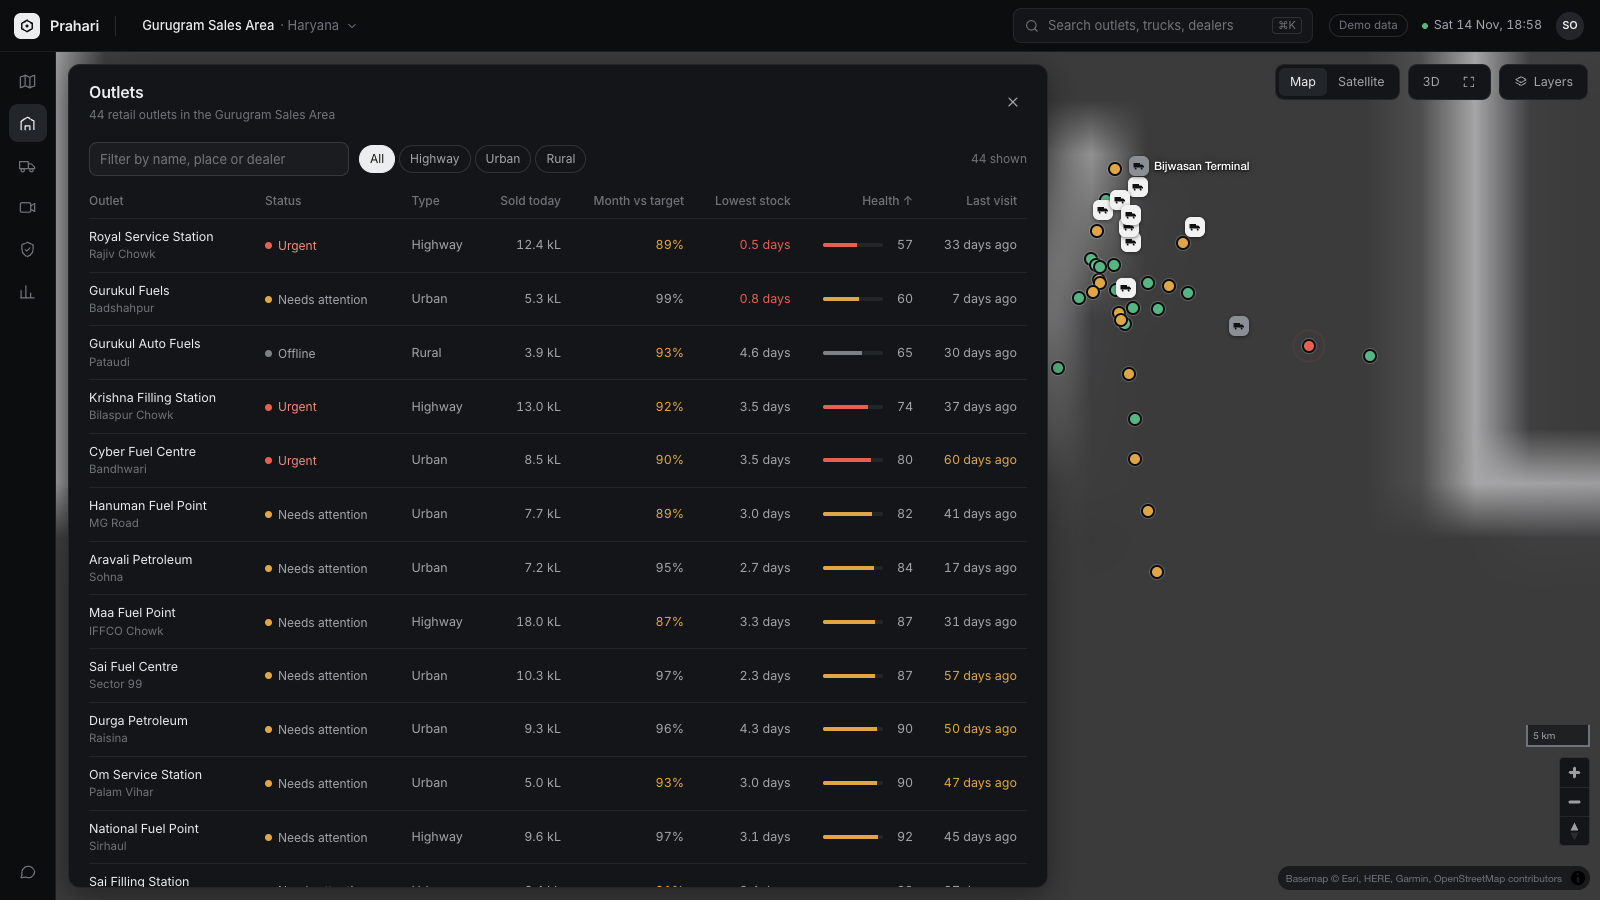 Prahari
Gurugram Sales Area · Haryana
Search outlets, trucks, dealers ⌘K
Demo data
Sat 14 Nov, 18:58
SO
Outlets
44 retail outlets in the Gurugram Sales Area
Filter by name, place or dealer
All Highway Urban Rural
44 shown
Outlet Status Type Sold today Month vs target Lowest stock Health ↑ Last visit
Royal Service Station
Rajiv Chowk
Urgent Highway 12.4 kL 89% 0.5 days 57 33 days ago
Gurukul Fuels
Badshahpur
Needs attention Urban 5.3 kL 99% 0.8 days 60 7 days ago
Gurukul Auto Fuels
Pataudi
Offline Rural 3.9 kL 93% 4.6 days 65 30 days ago
Krishna Filling Station
Bilaspur Chowk
Urgent Highway 13.0 kL 92% 3.5 days 74 37 days ago
Cyber Fuel Centre
Bandhwari
Urgent Urban 8.5 kL 90% 3.5 days 80 60 days ago
Hanuman Fuel Point
MG Road
Needs attention Urban 7.7 kL 89% 3.0 days 82 41 days ago
Aravali Petroleum
Sohna
Needs attention Urban 7.2 kL 95% 2.7 days 84 17 days ago
Maa Fuel Point
IFFCO Chowk
Needs attention Highway 18.0 kL 87% 3.3 days 87 31 days ago
Sai Fuel Centre
Sector 99
Needs attention Urban 10.3 kL 97% 2.3 days 87 57 days ago
Durga Petroleum
Raisina
Needs attention Urban 9.3 kL 96% 4.3 days 90 50 days ago
Om Service Station
Palam Vihar
Needs attention Urban 5.0 kL 93% 3.0 days 90 47 days ago
National Fuel Point
Sirhaul
Needs attention Highway 9.6 kL 97% 3.1 days 92 45 days ago
Sai Filling Station
Map Satellite
3D
Layers
Bijwasan Terminal
5 km
Basemap © Esri, HERE, Garmin, OpenStreetMap contributors